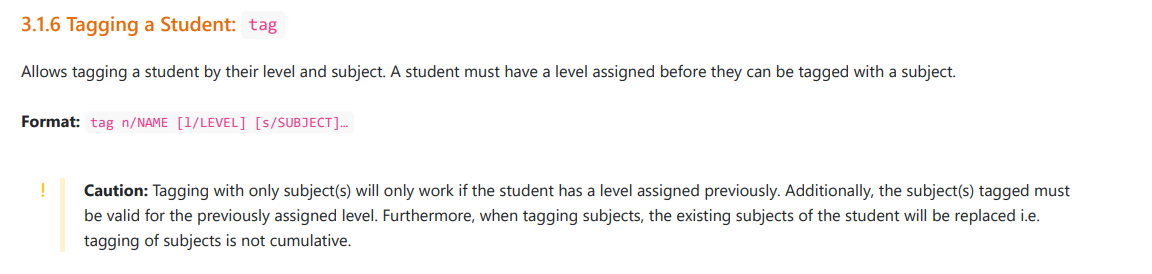 3.1.6 Tagging a Student: tag
Allows tagging a student by their level and subject. A student must have a level assigned before they can be tagged with a subject.
Format: tag n/NAME [l/LEVEL] [s/SUBJECT]…
! Caution: Tagging with only subject(s) will only work if the student has a level assigned previously. Additionally, the subject(s) tagged must
be valid for the previously assigned level. Furthermore, when tagging subjects, the existing subjects of the student will be replaced i.e.
tagging of subjects is not cumulative.